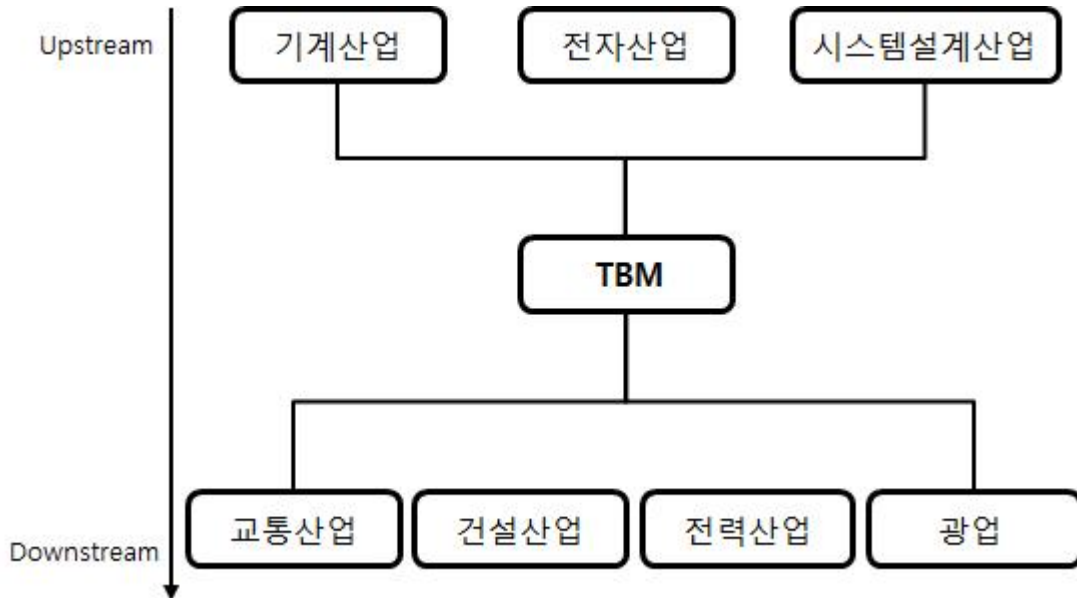 Upstream
기계산업
전자산업
시스템설계산업
TBM
교통산업
건설산업
전력산업
광업
Downstream